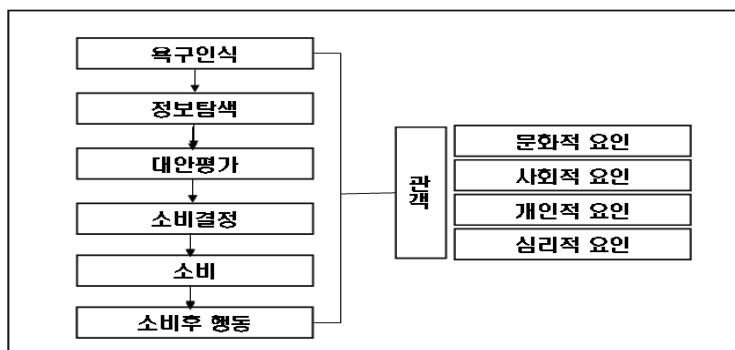 욕구인식
정보탐색
대안평가
소비결정
소비
소비후 행동
관객
문화적 요인
사회적 요인
개인적 요인
심리적 요인